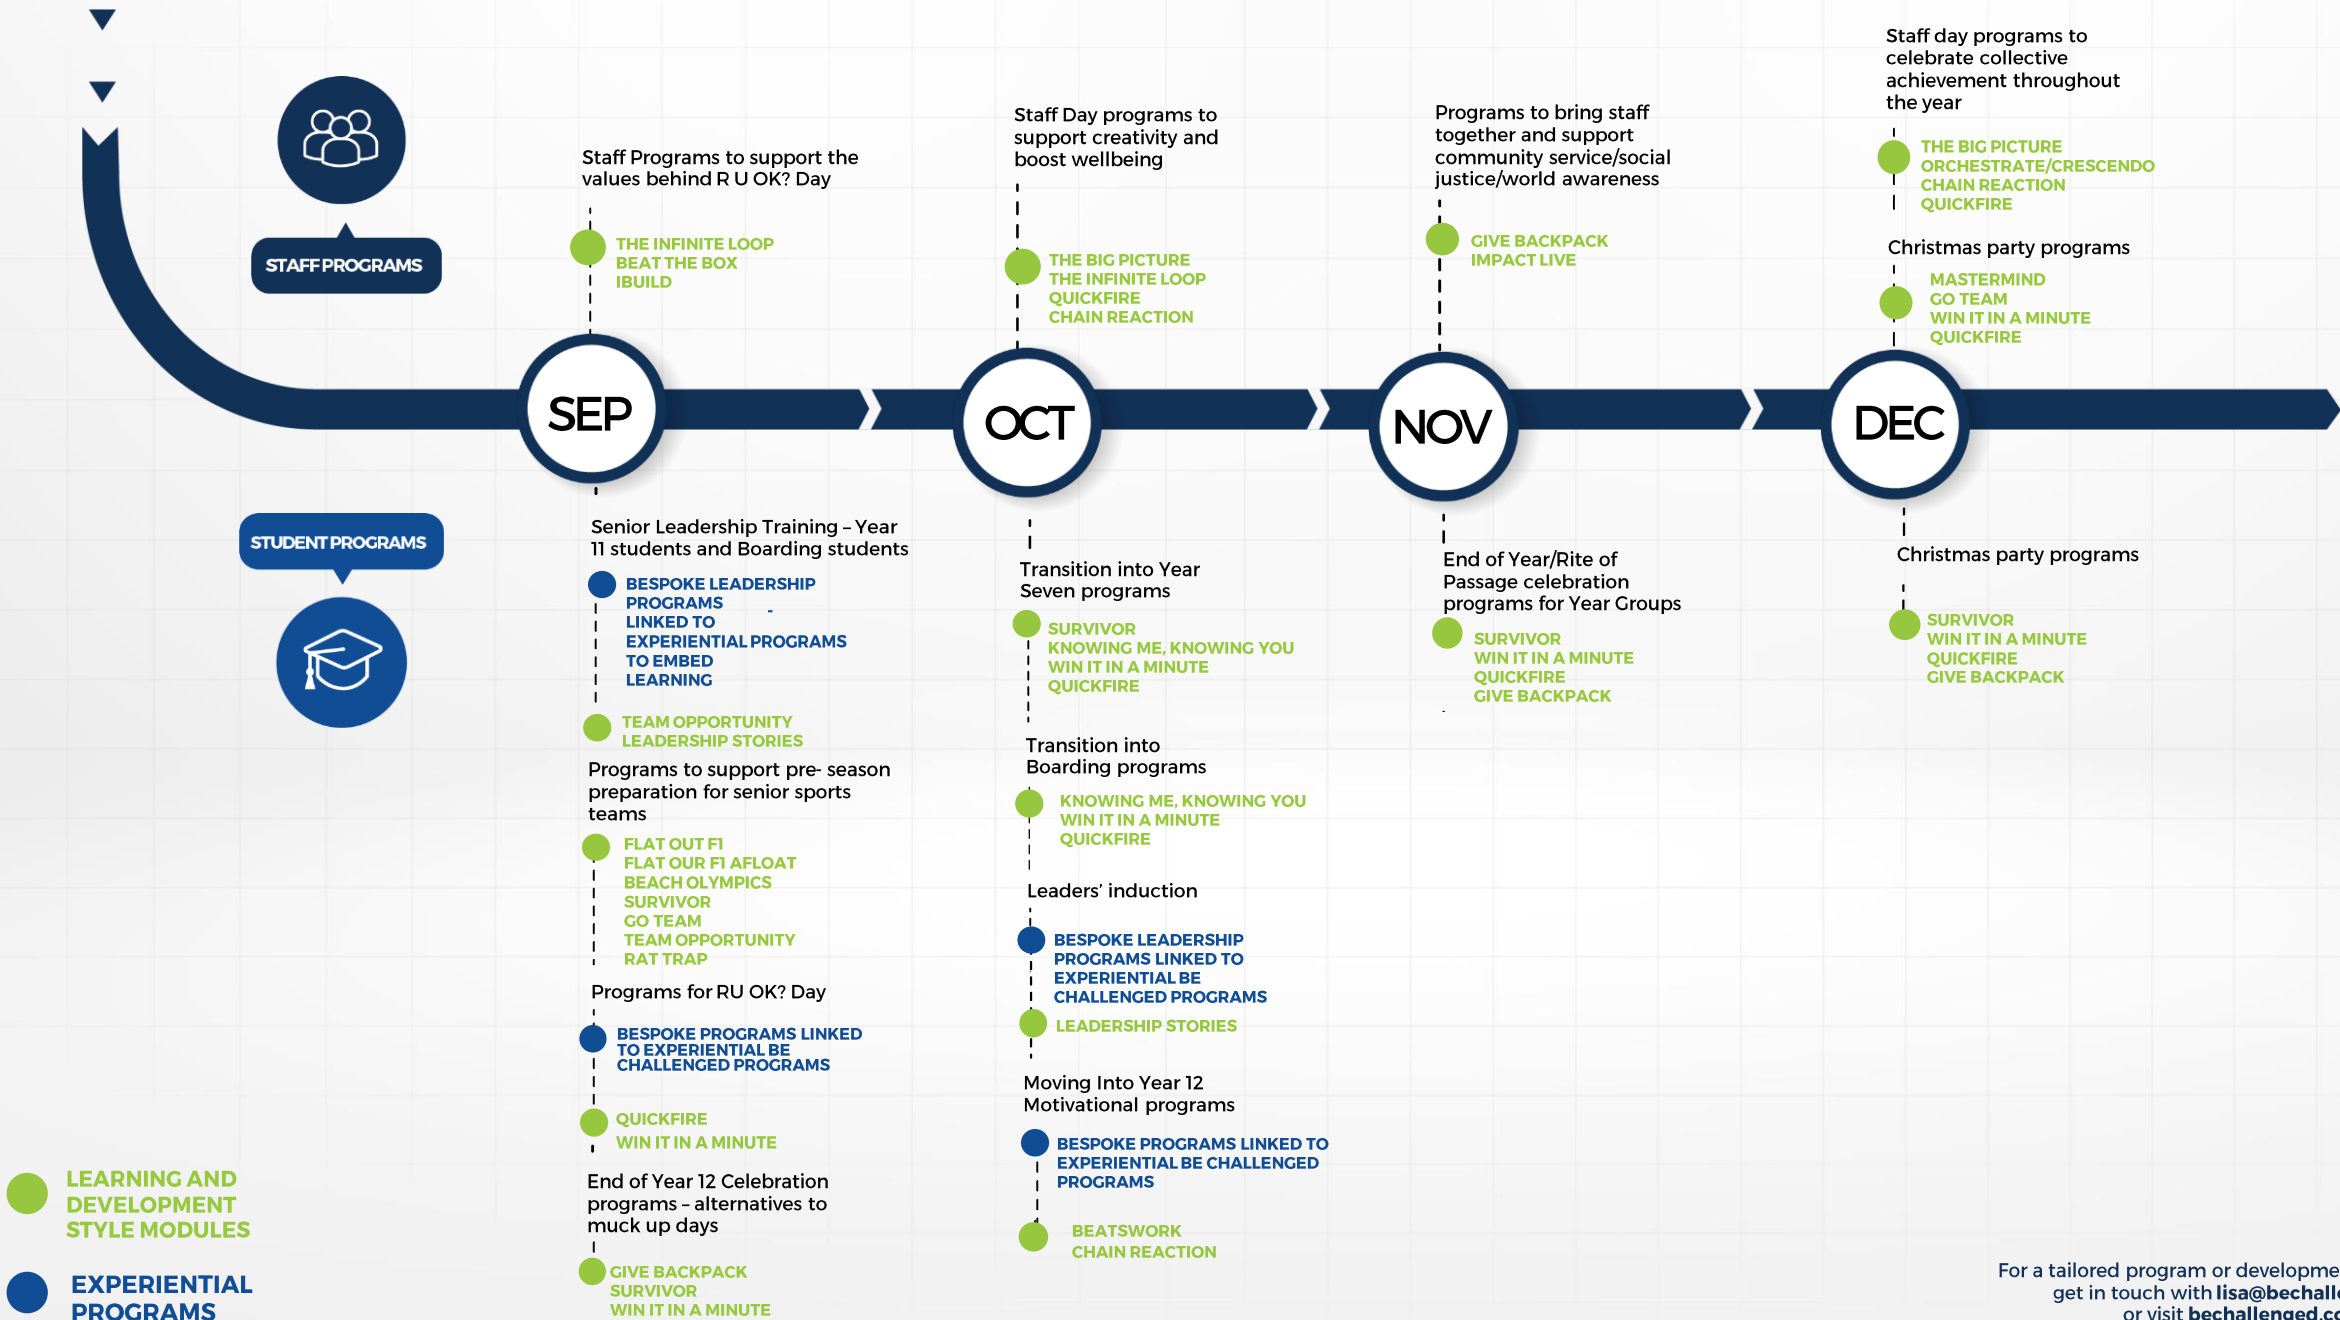 STAFF PROGRAMS
Staff Programs to support the
values behind R U OK? Day
THE INFINITE LOOP
BEAT THE BOX
IBUILD
Staff Day programs to
support creativity and
boost wellbeing
THE BIG PICTURE
THE INFINITE LOOP
QUICKFIRE
CHAIN REACTION
Programs to bring staff
together and support
community service/social
justice/world awareness
GIVE BACKPACK
IMPACT LIVE
Staff day programs to
celebrate collective
achievement throughout
the year
THE BIG PICTURE
ORCHESTRATE/CRESCENDO
CHAIN REACTION
QUICKFIRE
Christmas party programs
MASTERMIND
GO TEAM
WIN IT IN A MINUTE
QUICKFIRE
SEP
OCT
NOV
DEC
STUDENT PROGRAMS
Senior Leadership Training – Year
11 students and Boarding students
BESPOKE LEADERSHIP
PROGRAMS -
LINKED TO
EXPERIENTIAL PROGRAMS
TO EMBED
LEARNING
TEAM OPPORTUNITY
LEADERSHIP STORIES
Programs to support pre- season
preparation for senior sports
teams
FLAT OUT F1
FLAT OUR F1 AFLOAT
BEACH OLYMPICS
SURVIVOR
GO TEAM
TEAM OPPORTUNITY
RAT TRAP
Programs for RU OK? Day
BESPOKE PROGRAMS LINKED
TO EXPERIENTIAL BE
CHALLENGED PROGRAMS
QUICKFIRE
WIN IT IN A MINUTE
End of Year 12 Celebration
programs – alternatives to
muck up days
GIVE BACKPACK
SURVIVOR
WIN IT IN A MINUTE
Transition into Year
Seven programs
SURVIVOR
KNOWING ME, KNOWING YOU
WIN IT IN A MINUTE
QUICKFIRE
Transition into
Boarding programs
KNOWING ME, KNOWING YOU
WIN IT IN A MINUTE
QUICKFIRE
Leaders’ induction
BESPOKE LEADERSHIP
PROGRAMS LINKED TO
EXPERIENTIAL BE
CHALLENGED PROGRAMS
LEADERSHIP STORIES
Moving Into Year 12
Motivational programs
BESPOKE PROGRAMS LINKED TO
EXPERIENTIAL BE CHALLENGED
PROGRAMS
BEATSWORK
CHAIN REACTION
End of Year/Rite of
Passage celebration
programs for Year Groups
SURVIVOR
WIN IT IN A MINUTE
QUICKFIRE
GIVE BACKPACK
Christmas party programs
SURVIVOR
WIN IT IN A MINUTE
QUICKFIRE
GIVE BACKPACK
LEARNING AND
DEVELOPMENT
STYLE MODULES
EXPERIENTIAL
PROGRAMS
For a tailored program or developme
get in touch with lisa@bechalle
or visit bechallenged.co